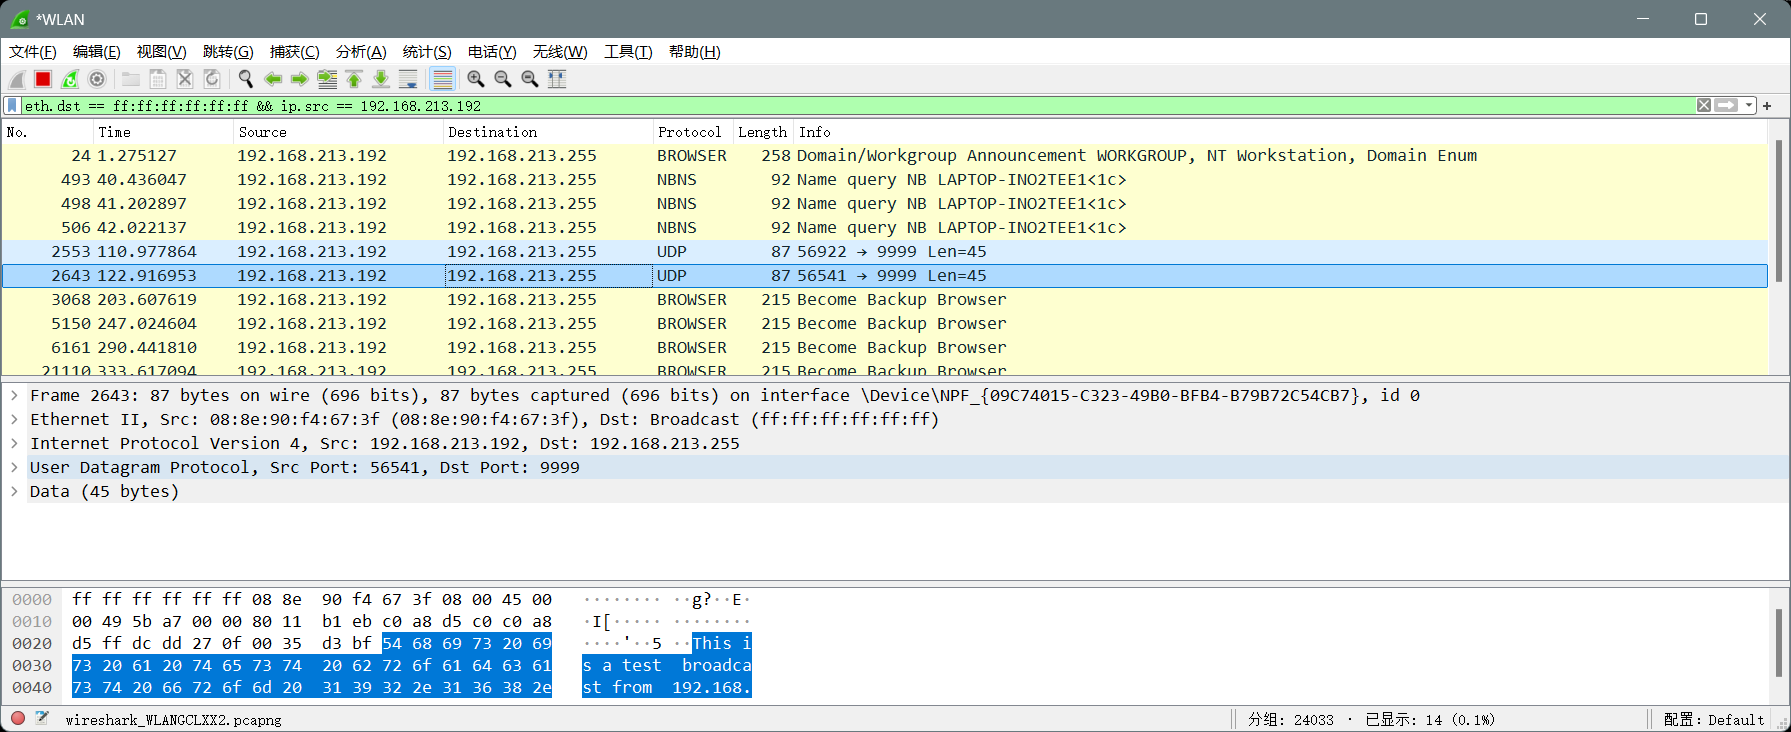 *WLAN
文件(F) 编辑(E) 视图(V) 跳转(G) 捕获(C) 分析(A) 统计(S) 电话(Y) 无线(W) 工具(T) 帮助(H)
eth.dst == ff:ff:ff:ff:ff:ff && ip.src == 192.168.213.192
No. Time Source Destination Protocol Length Info
24 1.275127 192.168.213.192 192.168.213.255 BROWSER 258 Domain/Workgroup Announcement WORKGROUP, NT Workstation, Domain Enum
493 40.436047 192.168.213.192 192.168.213.255 NBNS 92 Name query NB LAPTOP-INO2TEE1<1c>
498 41.202897 192.168.213.192 192.168.213.255 NBNS 92 Name query NB LAPTOP-INO2TEE1<1c>
506 42.022137 192.168.213.192 192.168.213.255 NBNS 92 Name query NB LAPTOP-INO2TEE1<1c>
2553 110.977864 192.168.213.192 192.168.213.255 UDP 87 56922 → 9999 Len=45
2643 122.916953 192.168.213.192 192.168.213.255 UDP 87 56541 → 9999 Len=45
3068 203.607619 192.168.213.192 192.168.213.255 BROWSER 215 Become Backup Browser
5150 247.024604 192.168.213.192 192.168.213.255 BROWSER 215 Become Backup Browser
6161 290.441810 192.168.213.192 192.168.213.255 BROWSER 215 Become Backup Browser
21110 333.617094 192.168.213.192 192.168.213.255 BROWSER 215 Become Backup Browser
Frame 2643: 87 bytes on wire (696 bits), 87 bytes captured (696 bits) on interface \Device\NPF_{09C74015-C323-49B0-BFB4-B79B72C54CB7}, id 0
Ethernet II, Src: 08:8e:90:f4:67:3f (08:8e:90:f4:67:3f), Dst: Broadcast (ff:ff:ff:ff:ff:ff)
Internet Protocol Version 4, Src: 192.168.213.192, Dst: 192.168.213.255
User Datagram Protocol, Src Port: 56541, Dst Port: 9999
Data (45 bytes)
0000 ff ff ff ff ff ff 08 8e 90 f4 67 3f 08 00 45 00 ········ ··g?··E·
0010 00 49 5b a7 00 00 80 11 b1 eb c0 a8 d5 c0 c0 a8 ·I[····· ········
0020 d5 ff dc dd 27 0f 00 35 d3 bf 54 68 69 73 20 69 ····'··5 ··This i
0030 73 20 61 20 74 65 73 74 20 62 72 6f 61 64 63 61 s a test broadca
0040 73 74 20 66 72 6f 6d 20 31 39 32 2e 31 36 38 2e st from 192.168.
wireshark_WLANGCLXX2.pcapng 分组: 24033 · 已显示: 14 (0.1%) 配置: Default